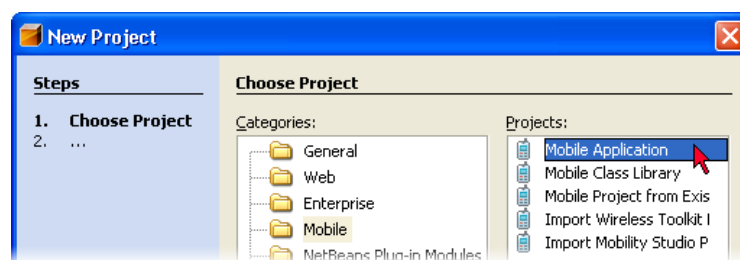 New Project
Steps
1. Choose Project
2. ...
Choose Project
Categories:
General
Web
Enterprise
Mobile
NetBeans Plug-in Modules
Projects:
Mobile Application
Mobile Class Library
Mobile Project from Exis
Import Wireless Toolkit I
Import Mobility Studio P